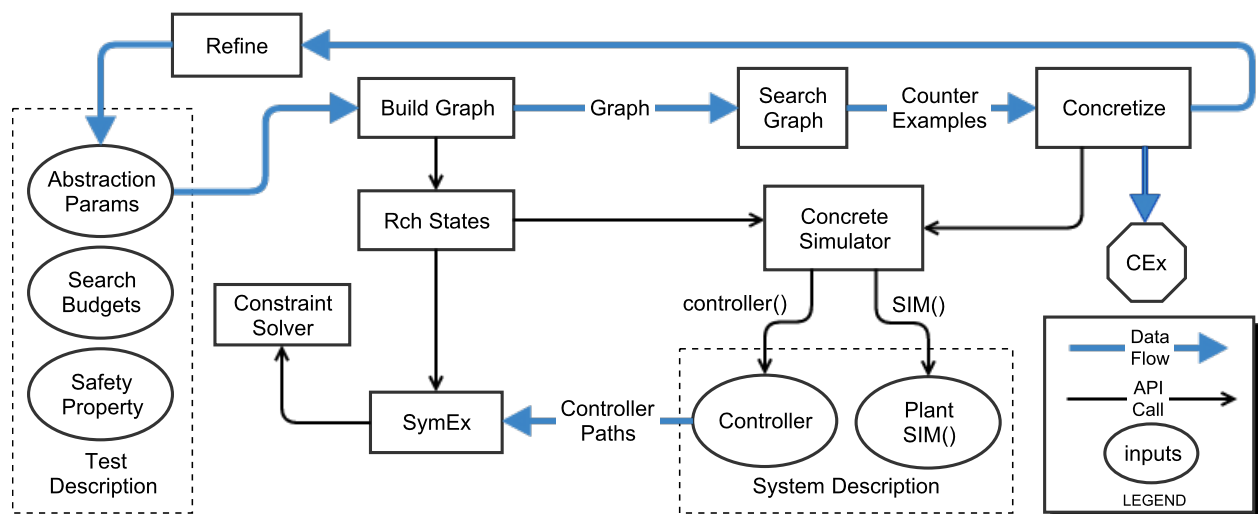 Refine
Build Graph
Graph
Search
Graph
Counter
Examples
Concretize
Abstraction
Params
Rch States
Concrete
Simulator
CEx
Search
Budgets
Constraint
Solver
controller()
SIM()
Safety
Property
SymEx
Controller
Paths
Controller
Plant
SIM()
Test
Description
System Description
Data
Flow
API
Call
inputs
LEGEND